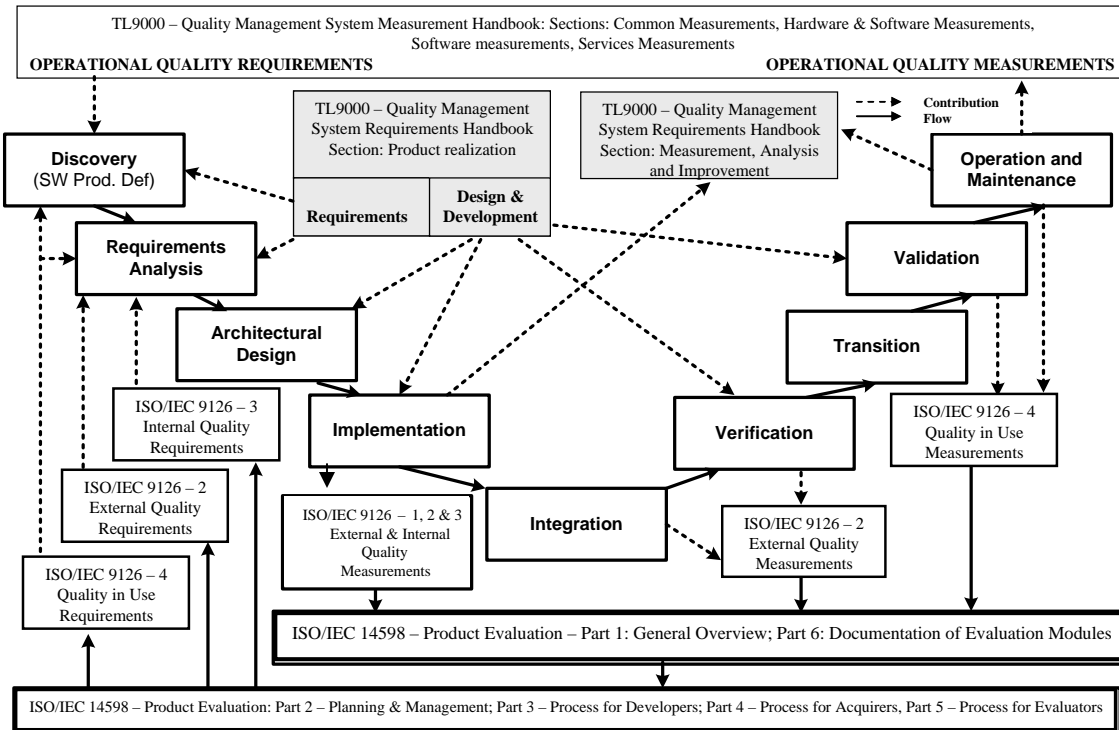 TL9000 – Quality Management System Measurement Handbook: Sections: Common Measurements, Hardware & Software Measurements,
Software measurements, Services Measurements
OPERATIONAL QUALITY REQUIREMENTS
OPERATIONAL QUALITY MEASUREMENTS
TL9000 – Quality Management
System Requirements Handbook
Section: Product realization
Requirements
Design &
Development
TL9000 – Quality Management
System Requirements Handbook
Section: Measurement, Analysis
and Improvement
Contribution
Flow
Discovery
(SW Prod. Def)
Operation and
Maintenance
Requirements
Analysis
Validation
Architectural
Design
Transition
ISO/IEC 9126 – 3
Internal Quality
Requirements
Implementation
Verification
ISO/IEC 9126 – 4
Quality in Use
Measurements
ISO/IEC 9126 – 2
External Quality
Requirements
ISO/IEC 9126 – 1, 2 & 3
External & Internal
Quality
Measurements
Integration
ISO/IEC 9126 – 2
External Quality
Measurements
ISO/IEC 9126 – 4
Quality in Use
Requirements
ISO/IEC 14598 – Product Evaluation – Part 1: General Overview; Part 6: Documentation of Evaluation Modules
ISO/IEC 14598 – Product Evaluation: Part 2 – Planning & Management; Part 3 – Process for Developers; Part 4 – Process for Acquirers, Part 5 – Process for Evaluators